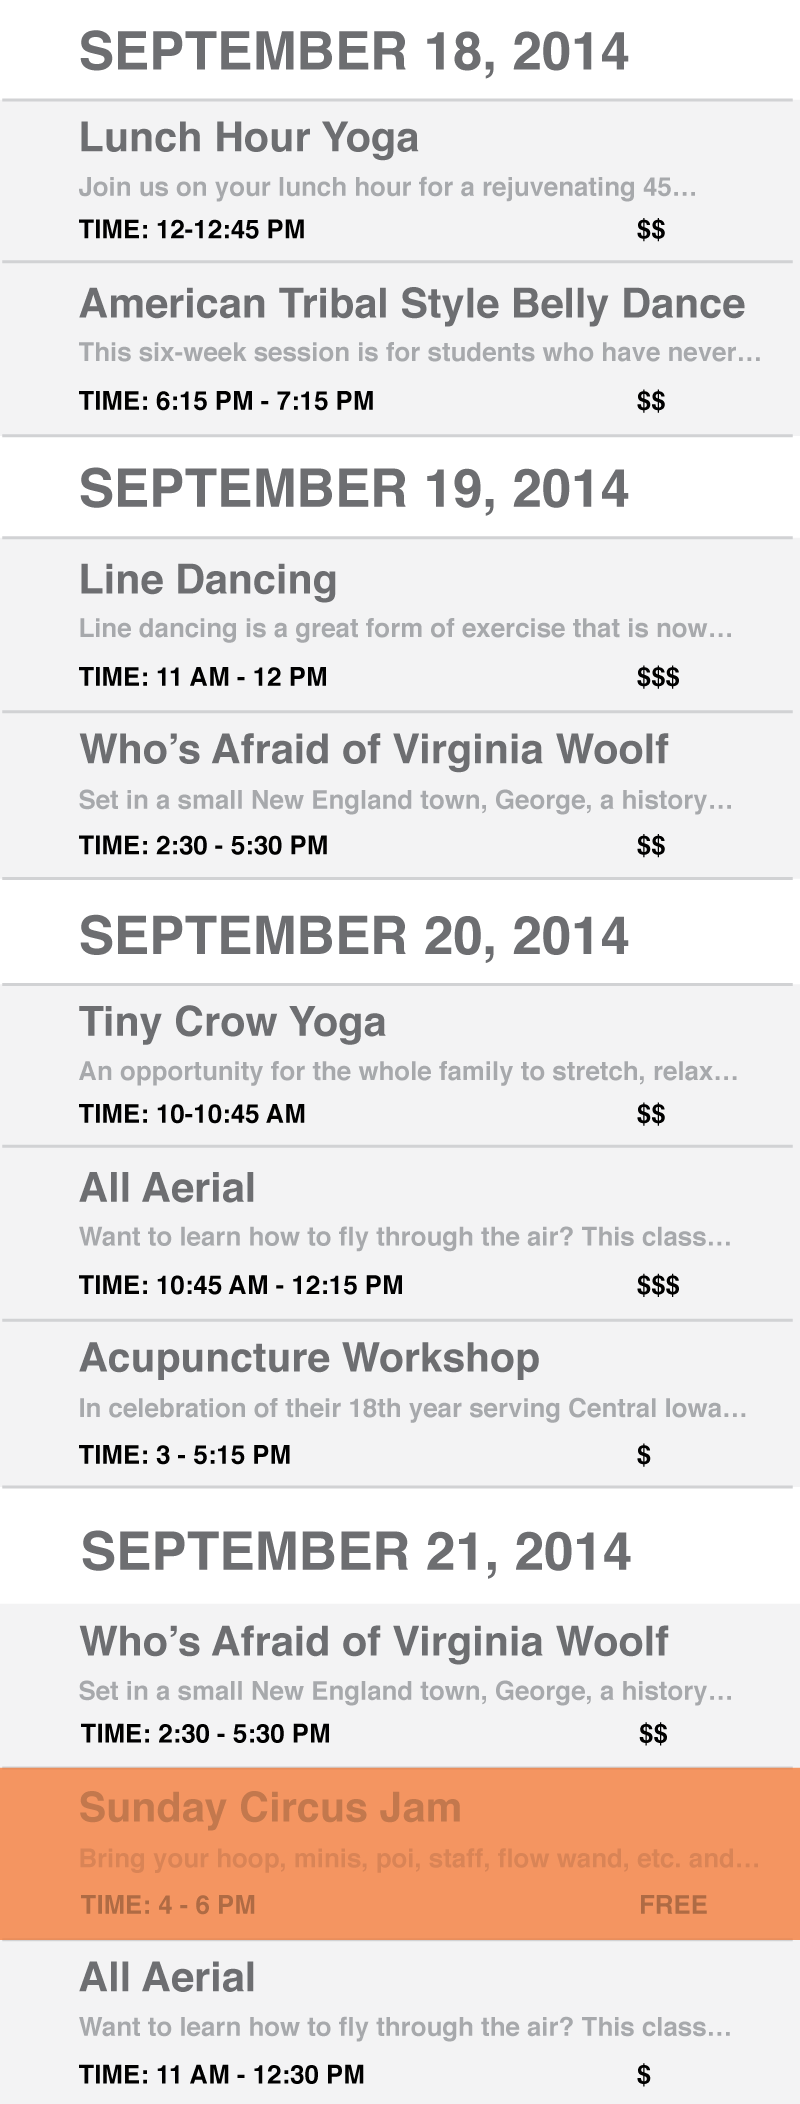 SEPTEMBER 18, 2014
Lunch Hour Yoga
Join us on your lunch hour for a rejuvenating 45...
TIME: 12-12:45 PM $$
American Tribal Style Belly Dance
This six-week session is for students who have never...
TIME: 6:15 PM - 7:15 PM $$
SEPTEMBER 19, 2014
Line Dancing
Line dancing is a great form of exercise that is now...
TIME: 11 AM - 12 PM $$$
Who’s Afraid of Virginia Woolf
Set in a small New England town, George, a history...
TIME: 2:30 - 5:30 PM $$
SEPTEMBER 20, 2014
Tiny Crow Yoga
An opportunity for the whole family to stretch, relax...
TIME: 10-10:45 AM $$
All Aerial
Want to learn how to fly through the air? This class...
TIME: 10:45 AM - 12:15 PM $$$
Acupuncture Workshop
In celebration of their 18th year serving Central Iowa...
TIME: 3 - 5:15 PM $
SEPTEMBER 21, 2014
Who’s Afraid of Virginia Woolf
Set in a small New England town, George, a history...
TIME: 2:30 - 5:30 PM $$
Sunday Circus Jam
Bring your hoop, minis, poi, staff, flow wand, etc. and...
TIME: 4 - 6 PM FREE
All Aerial
Want to learn how to fly through the air? This class...
TIME: 11 AM - 12:30 PM $